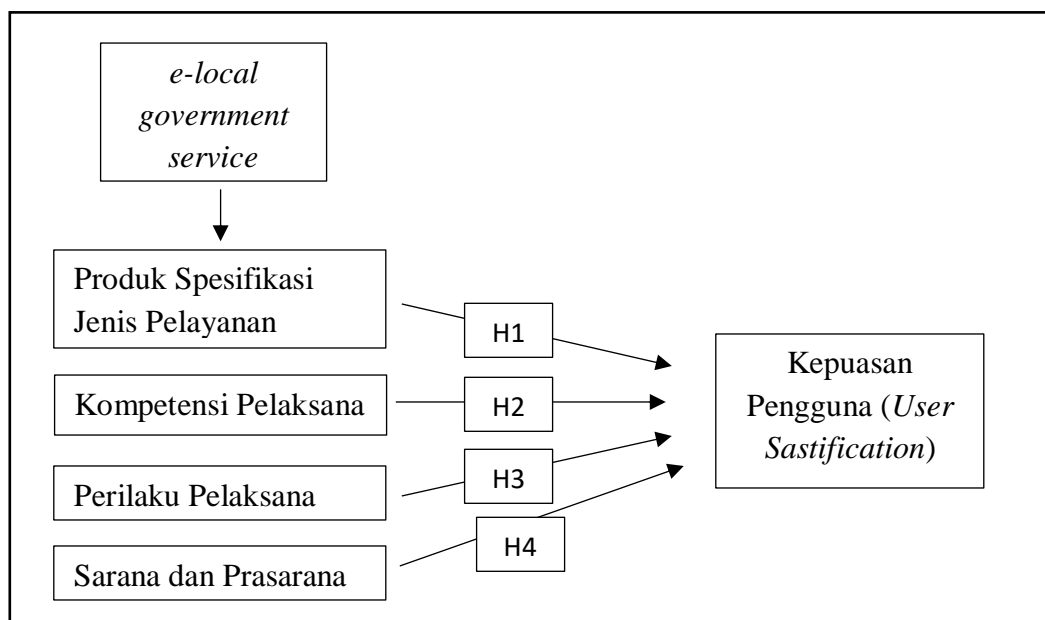 e-local
government
service
Produk Spesifikasi
Jenis Pelayanan
H1
Kompetensi Pelaksana
H2
Perilaku Pelaksana
H3
Sarana dan Prasarana
H4
Kepuasan
Pengguna (User
Sastification)